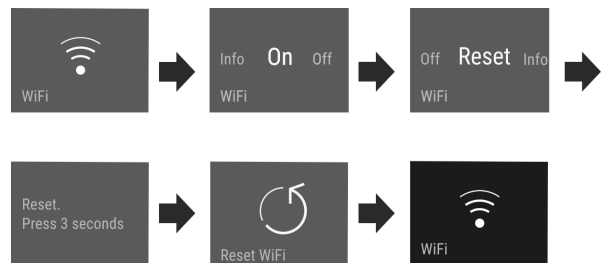 WiFi
Info On Off
WiFi
Off Reset Info
WiFi
Reset.
Press 3 seconds
Reset WiFi
WiFi